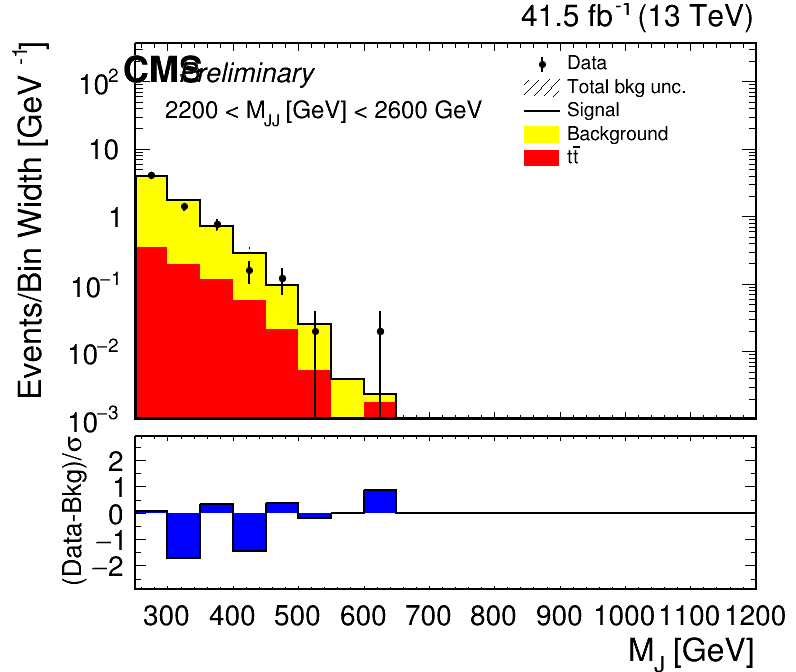 41.5 fb⁻¹ (13 TeV)
CMS Preliminary
2200 < M_JJ [GeV] < 2600 GeV
Data
Total bkg unc.
Signal
Background
tt̄
Events/Bin Width [GeV⁻¹]
10²
10
1
10⁻¹
10⁻²
10⁻³
(Data-Bkg)/σ
2
1
0
−1
−2
300 400 500 600 700 800 900 1000 1100 1200
M_J [GeV]